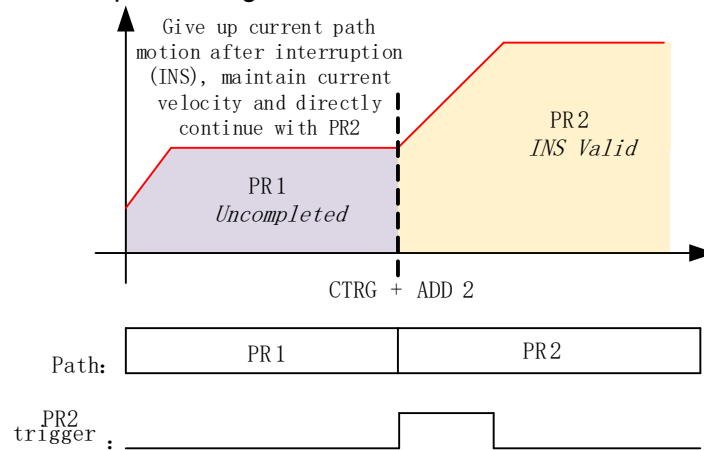 Give up current path
motion after interruption
(INS), maintain current
velocity and directly
continue with PR2
PR2
INS Valid
PR1
Uncompleted
CTRG + ADD 2
Path:
PR1
PR2
PR2
trigger :